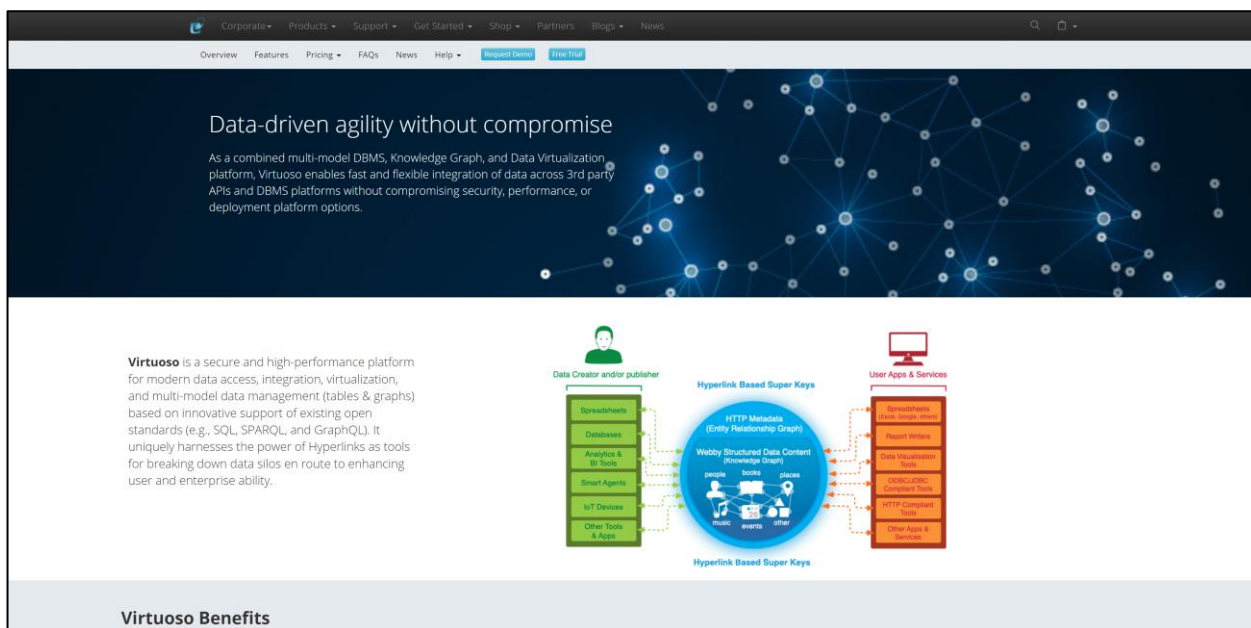 Corporate Products Support Get Started Shop Partners Blogs News
Overview Features Pricing FAQs News Help Request Demo Free Trial
Data-driven agility without compromise
As a combined multi-model DBMS, Knowledge Graph, and Data Virtualization
platform, Virtuoso enables fast and flexible integration of data across 3rd party
APIs and DBMS platforms without compromising security, performance, or
deployment platform options.
Virtuoso is a secure and high-performance platform
for modern data access, integration, virtualization,
and multi-model data management (tables & graphs)
based on innovative support of existing open
standards (e.g., SQL, SPARQL, and GraphQL). It
uniquely harnesses the power of Hyperlinks as tools
for breaking down data silos en route to enhancing
user and enterprise ability.
Data Creator and/or publisher
Spreadsheets
Databases
Analytics &
BI Tools
Smart Agents
IoT Devices
Other Tools
& Apps
Hyperlink Based Super Keys
HTTP Metadata
(Entity Relationship Graph)
Webby Structured Data Content
(Knowledge Graph)
people books places
music events other
26
Hyperlink Based Super Keys
User Apps & Services
Spreadsheets
(Excel, Google, others)
Report Writers
Data Visualisation
Tools
ODBC/JDBC
Compliant Tools
HTTP Compliant
Tools
Other Apps &
Services
Virtuoso Benefits